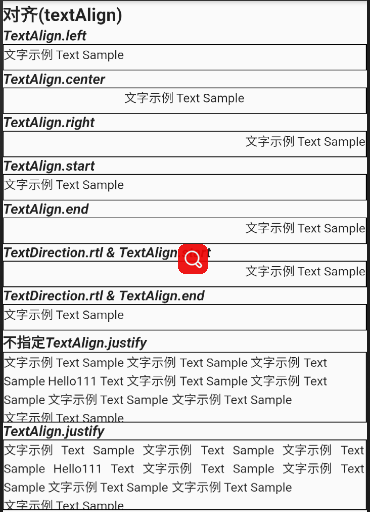 对齐(textAlign)
TextAlign.left
文字示例 Text Sample
TextAlign.center
文字示例 Text Sample
TextAlign.right
文字示例 Text Sample
TextAlign.start
文字示例 Text Sample
TextAlign.end
文字示例 Text Sample
TextDirection.rtl & TextAlign
文字示例 Text Sample
TextDirection.rtl & TextAlign.end
文字示例 Text Sample
不指定TextAlign.justify
文字示例 Text Sample 文字示例 Text Sample 文字示例 Text
Sample Hello111 Text 文字示例 Text Sample 文字示例 Text
Sample 文字示例 Text Sample 文字示例 Text Sample
文字示例 Text Sample
TextAlign.justify
文字示例 Text Sample 文字示例 Text Sample 文字示例 Text
Sample Hello111 Text 文字示例 Text Sample 文字示例 Text
Sample 文字示例 Text Sample 文字示例 Text Sample
文字示例 Text Sample